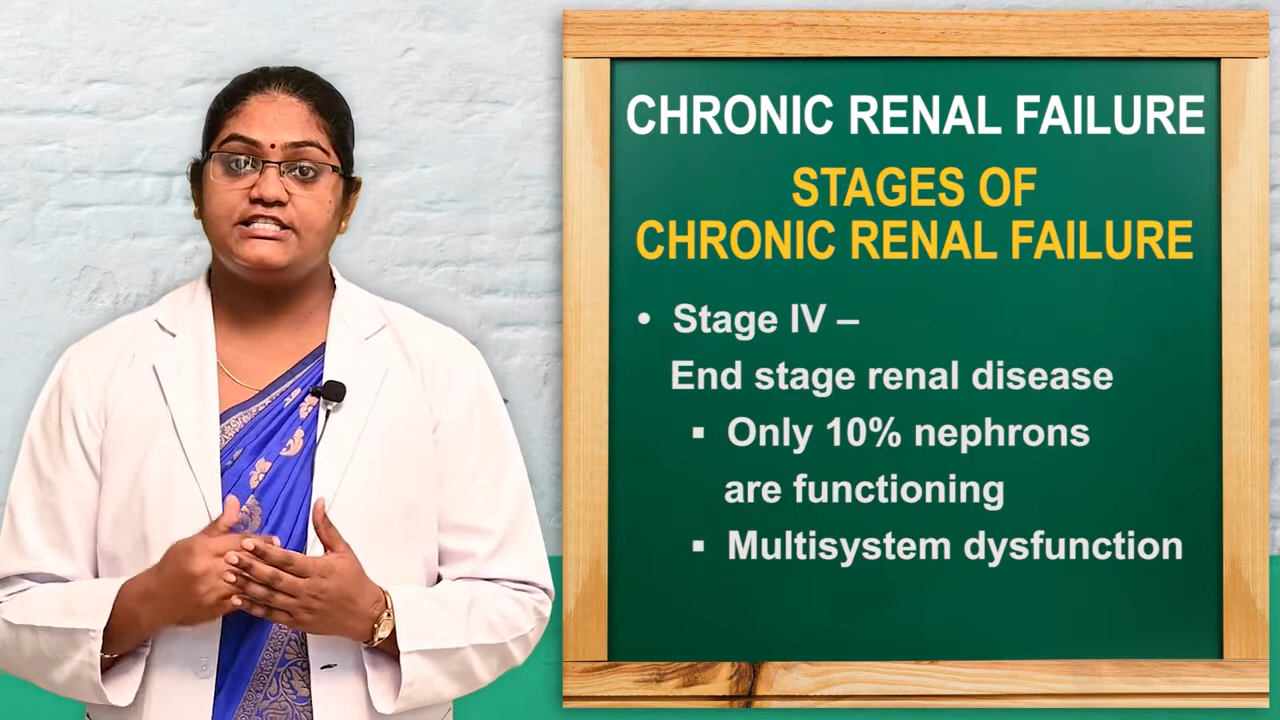 CHRONIC RENAL FAILURE
STAGES OF
CHRONIC RENAL FAILURE
• Stage IV –
End stage renal disease
▪ Only 10% nephrons
are functioning
▪ Multisystem dysfunction